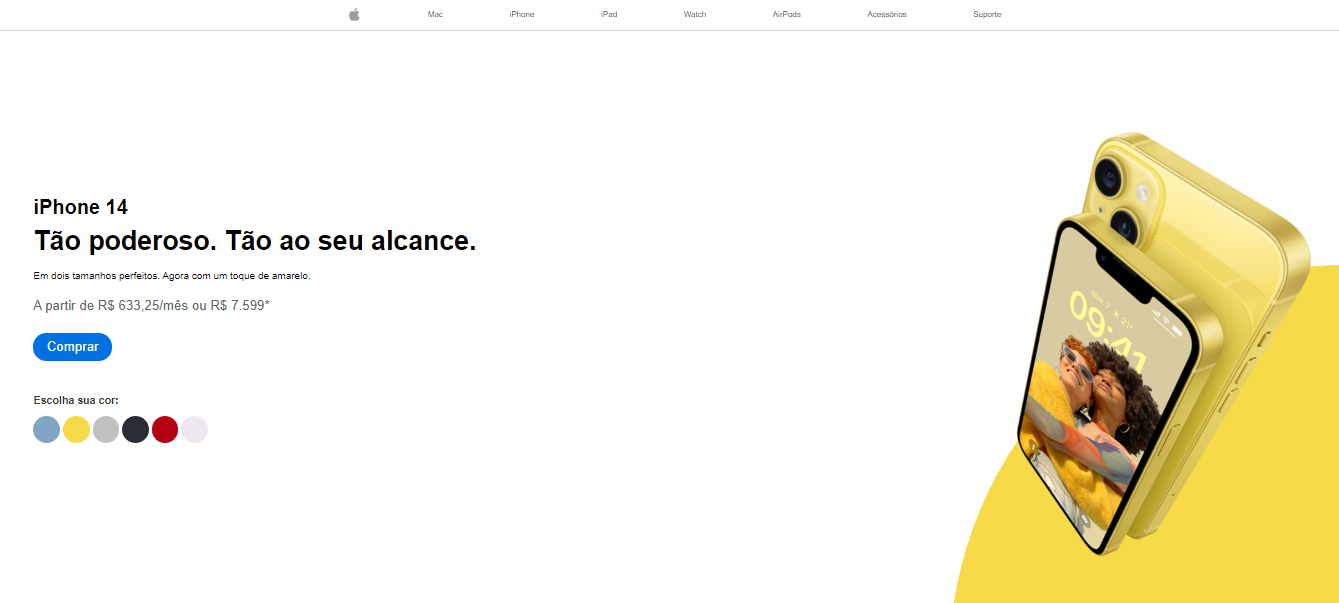 Mac iPhone iPad Watch AirPods Acessórios Suporte
iPhone 14
Tão poderoso. Tão ao seu alcance.
Em dois tamanhos perfeitos. Agora com um toque de amarelo.
A partir de R$ 633,25/mês ou R$ 7.599*
Comprar
Escolha sua cor:
21°
09:41